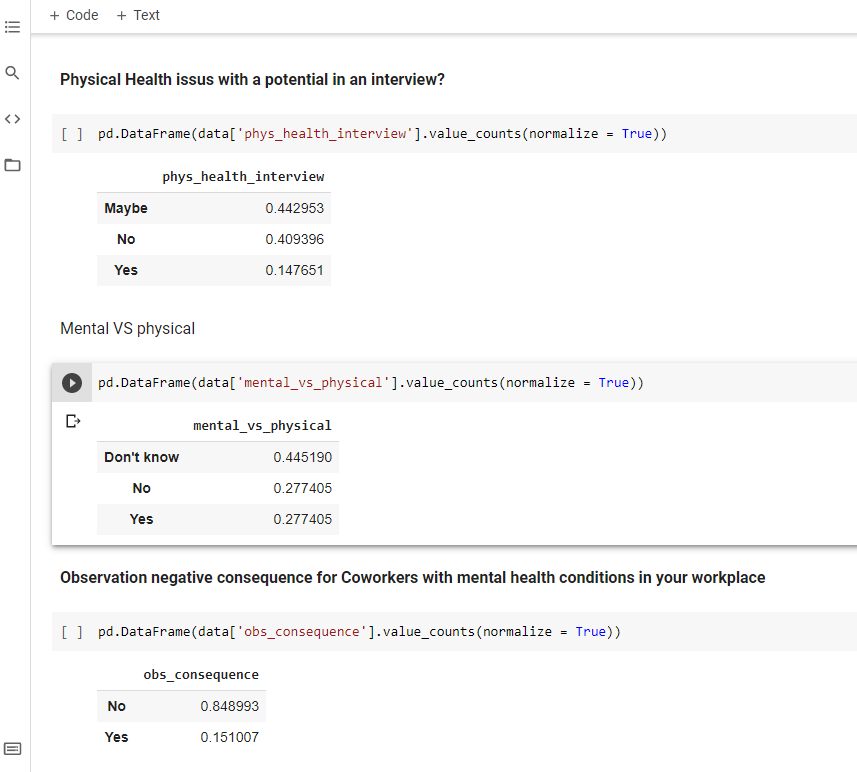 + Code + Text
Physical Health issus with a potential in an interview?
[ ] pd.DataFrame(data['phys_health_interview'].value_counts(normalize = True))
phys_health_interview
Maybe 0.442953
No 0.409396
Yes 0.147651
Mental VS physical
pd.DataFrame(data['mental_vs_physical'].value_counts(normalize = True))
mental_vs_physical
Don't know 0.445190
No 0.277405
Yes 0.277405
Observation negative consequence for Coworkers with mental health conditions in your workplace
[ ] pd.DataFrame(data['obs_consequence'].value_counts(normalize = True))
obs_consequence
No 0.848993
Yes 0.151007